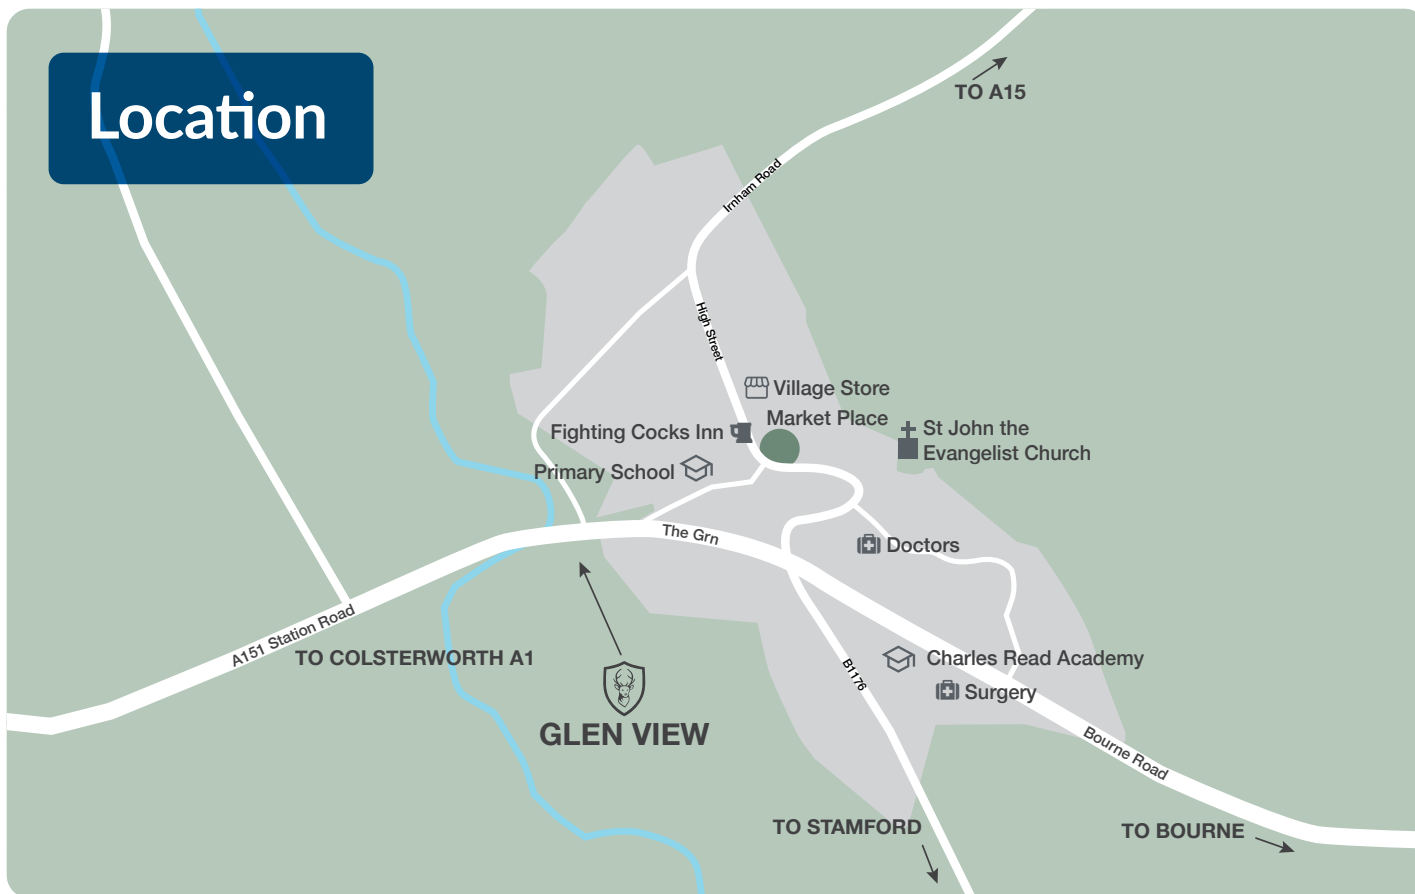 Location
TO A15
Irnham Road
High Street
Village Store
Market Place
Fighting Cocks Inn
St John the
Evangelist Church
Primary School
The Grn
Doctors
A151 Station Road
TO COLSTERWORTH A1
B1176
Charles Read Academy
Surgery
GLEN VIEW
Bourne Road
TO STAMFORD
TO BOURNE